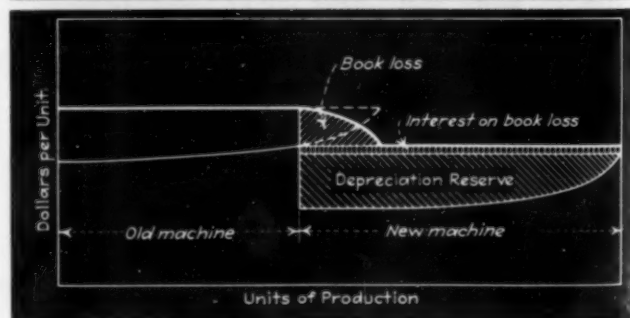 Book loss
Interest on book loss
Depreciation Reserve
Old machine
New machine
Dollars per Unit
Units of Production